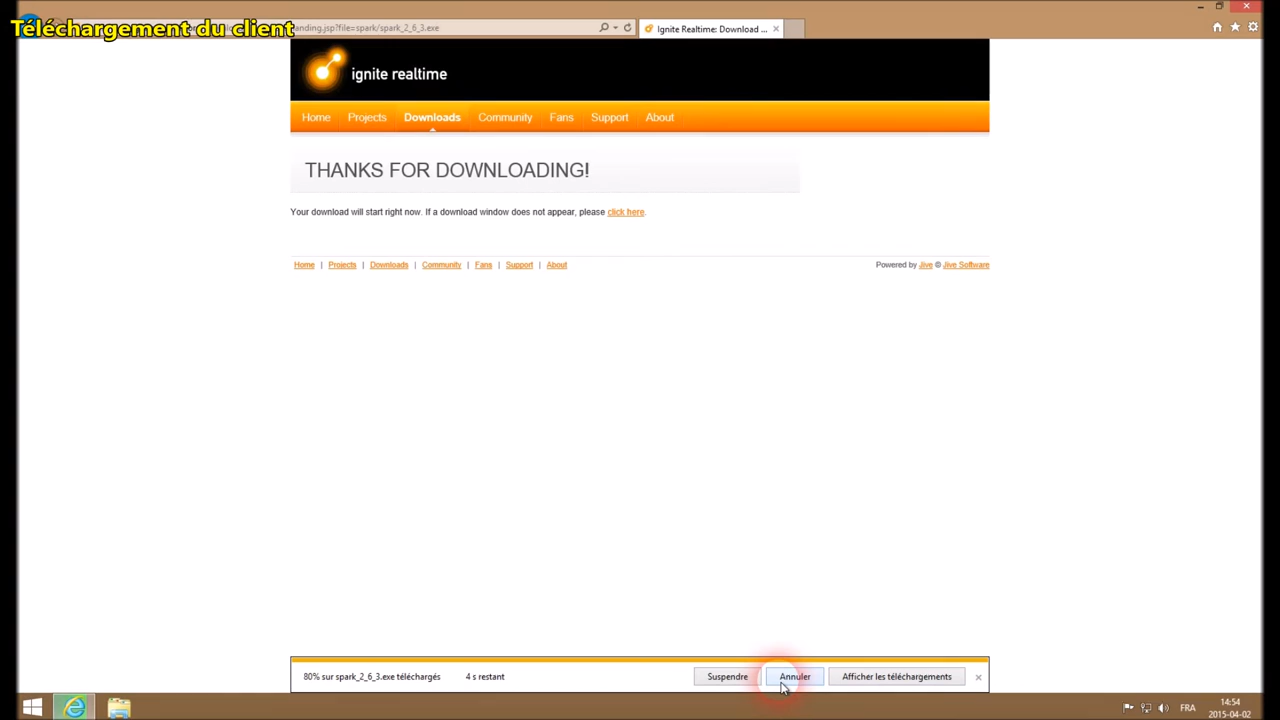 Téléchargement du client
anding.jsp?file=spark/spark_2_6_3.exe
Ignite Realtime: Download ...
ignite realtime
Home Projects Downloads Community Fans Support About
THANKS FOR DOWNLOADING!
Your download will start right now. If a download window does not appear, please click here.
Home | Projects | Downloads | Community | Fans | Support | About
Powered by Jive © Jive Software
80% sur spark_2_6_3.exe téléchargés 4 s restant Suspendre Annuler Afficher les téléchargements
FRA
14:54
2015-04-02